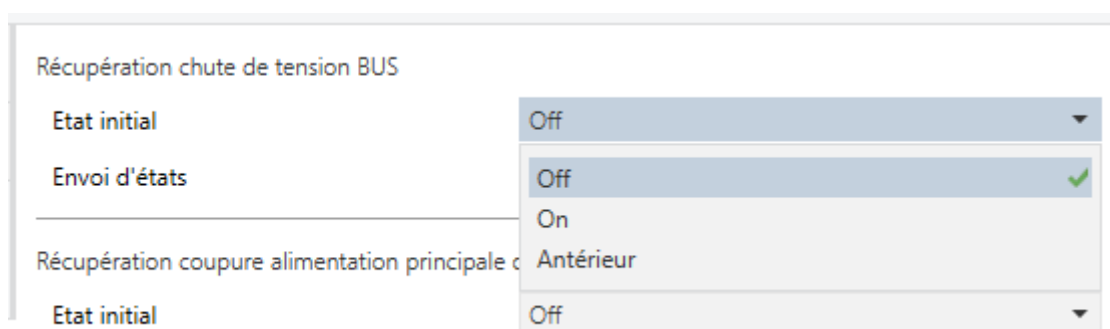 Récupération chute de tension BUS
Etat initial Off
Envoi d'états Off
On
Récupération coupure alimentation principale Antérieur
Etat initial Off